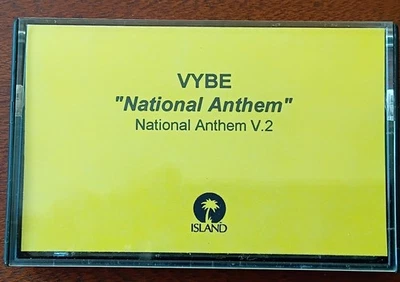 VYBE
"National Anthem"
National Anthem V.2
ISLAND